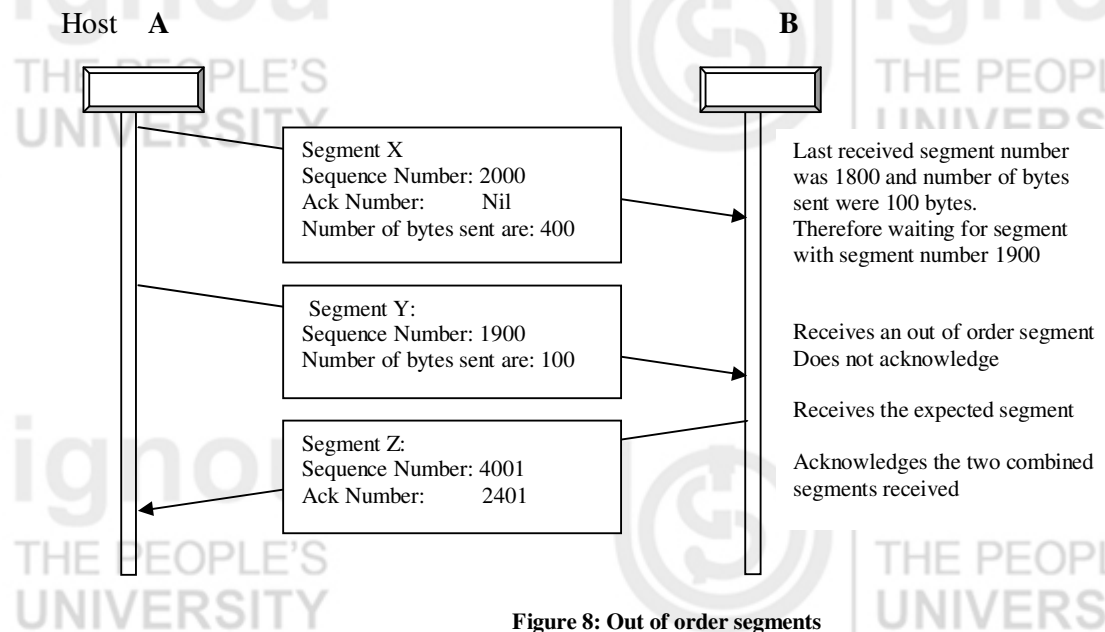 ignou
THE PEOPLE'S
UNIVERSITY
Host A
B
Segment X
Sequence Number: 2000
Ack Number: Nil
Number of bytes sent are: 400
Last received segment number
was 1800 and number of bytes
sent were 100 bytes.
Therefore waiting for segment
with segment number 1900
Segment Y:
Sequence Number: 1900
Number of bytes sent are: 100
Receives an out of order segment
Does not acknowledge
Receives the expected segment
Segment Z:
Sequence Number: 4001
Ack Number: 2401
Acknowledges the two combined
segments received
ignou
THE PEOPLE'S
UNIVERSITY
THE PEOPL
UNIVERS
Figure 8: Out of order segments